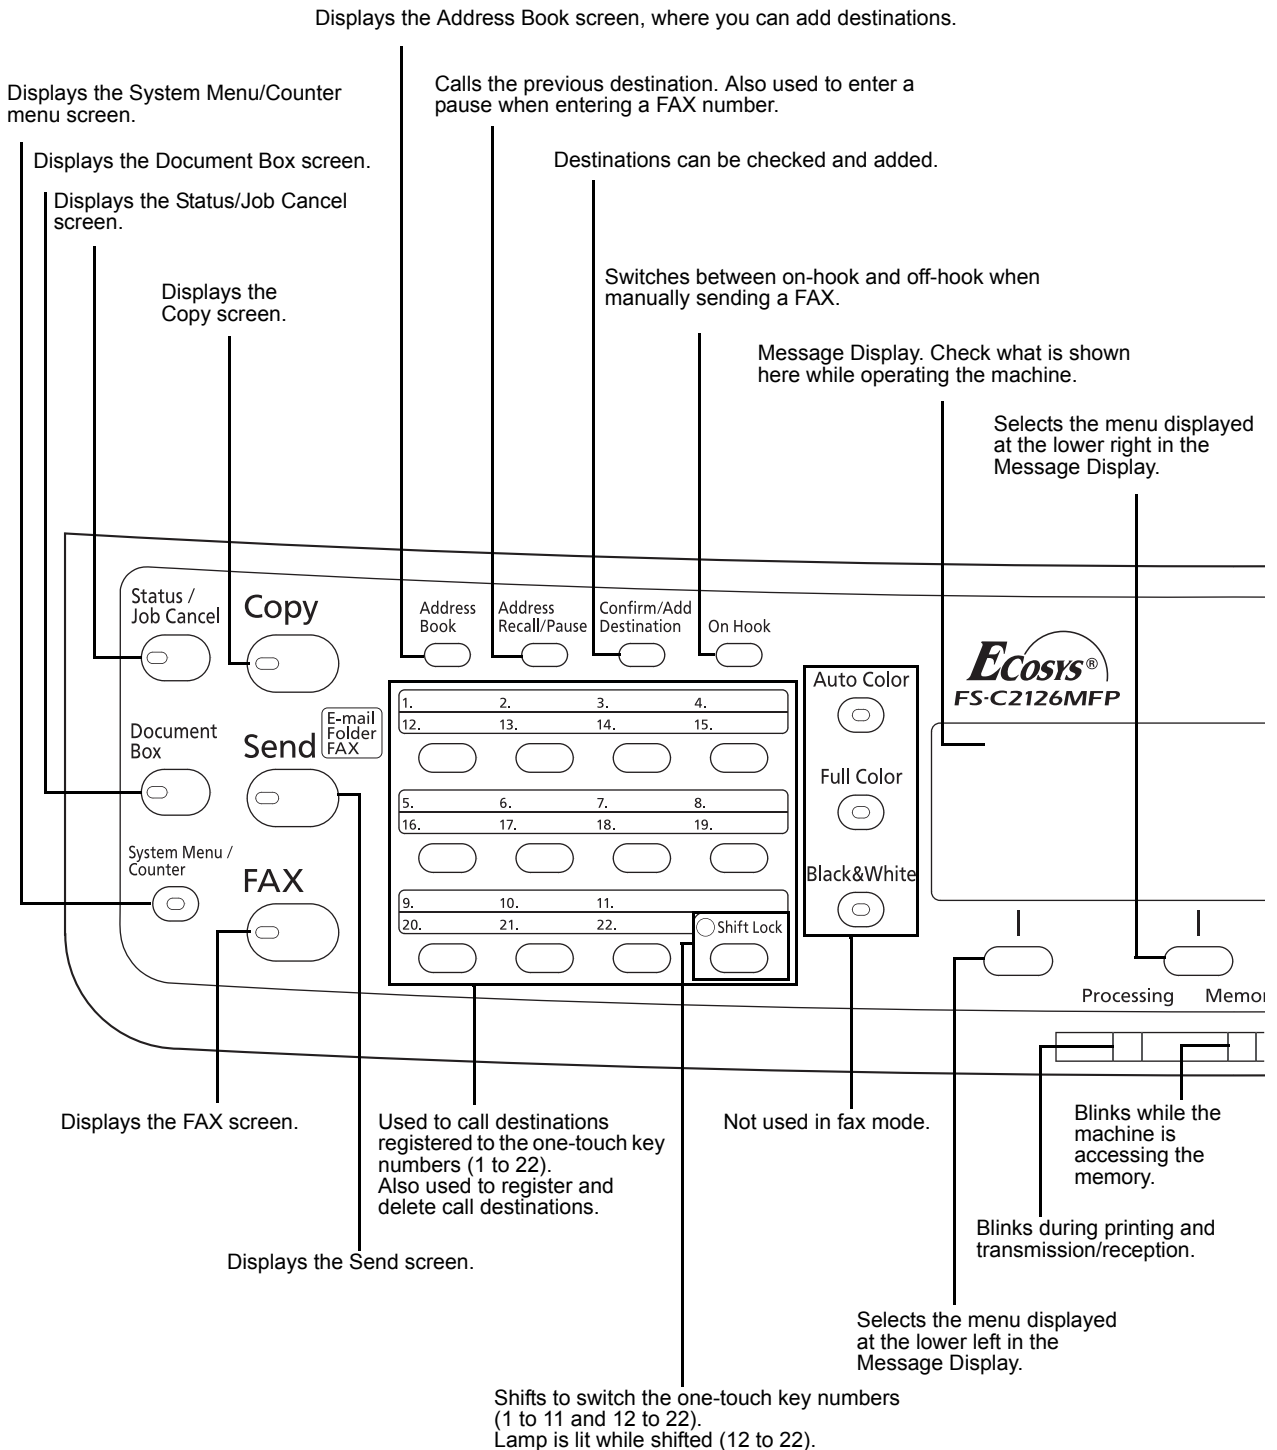 Displays the Address Book screen, where you can add destinations.
Calls the previous destination. Also used to enter a
pause when entering a FAX number.
Displays the System Menu/Counter
menu screen.
Displays the Document Box screen.
Destinations can be checked and added.
Displays the Status/Job Cancel
screen.
Switches between on-hook and off-hook when
manually sending a FAX.
Displays the
Copy screen.
Message Display. Check what is shown
here while operating the machine.
Selects the menu displayed
at the lower right in the
Message Display.
Status /
Job Cancel
Copy
Address
Book
Address
Recall/Pause
Confirm/Add
Destination
On Hook
Auto Color
ECOSYS®
FS-C2126MFP
1. 2. 3. 4.
12. 13. 14. 15.
Document
Box
Send
E-mail
Folder
FAX
Full Color
5. 6. 7. 8.
16. 17. 18. 19.
System Menu /
Counter
FAX
Black&White
9. 10. 11.
20. 21. 22.
Shift Lock
Processing
Memor
Displays the FAX screen.
Used to call destinations
registered to the one-touch key
numbers (1 to 22).
Also used to register and
delete call destinations.
Not used in fax mode.
Blinks while the
machine is
accessing the
memory.
Blinks during printing and
transmission/reception.
Displays the Send screen.
Selects the menu displayed
at the lower left in the
Message Display.
Shifts to switch the one-touch key numbers
(1 to 11 and 12 to 22).
Lamp is lit while shifted (12 to 22).